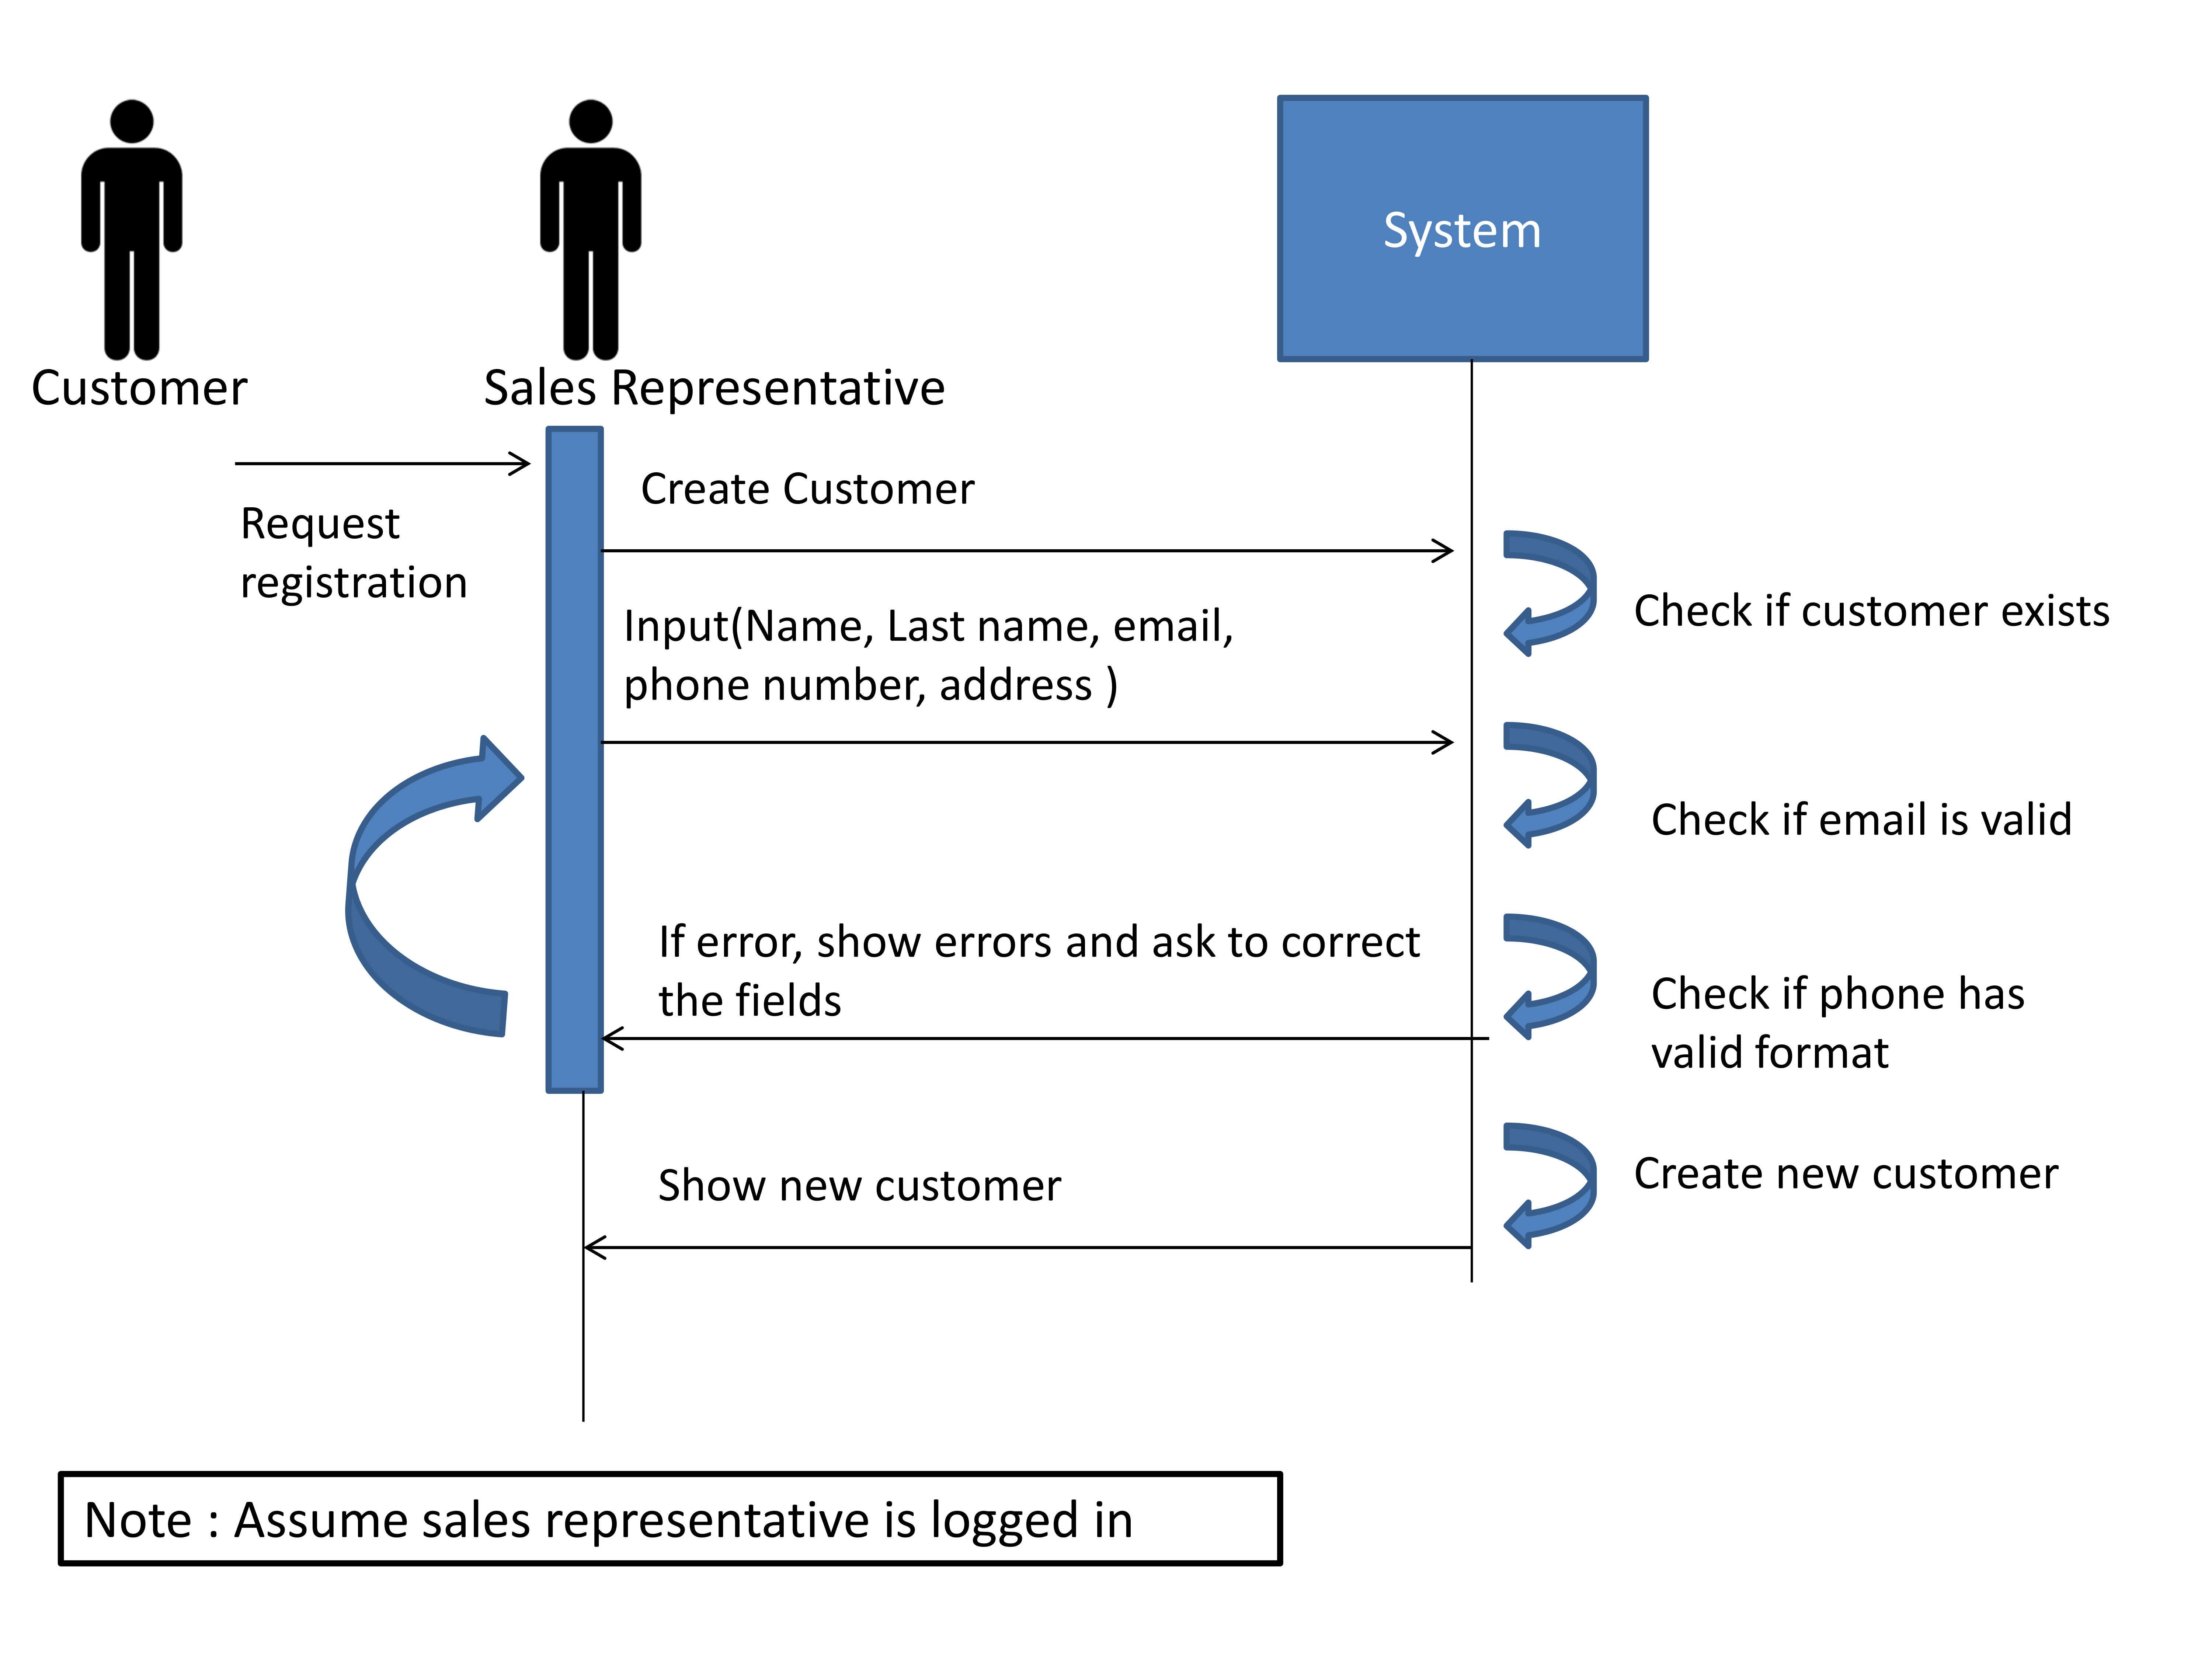 System
Customer
Sales Representative
Create Customer
Request
registration
Check if customer exists
Input(Name, Last name, email,
phone number, address )
Check if email is valid
If error, show errors and ask to correct
the fields
Check if phone has
valid format
Show new customer
Create new customer
Note : Assume sales representative is logged in